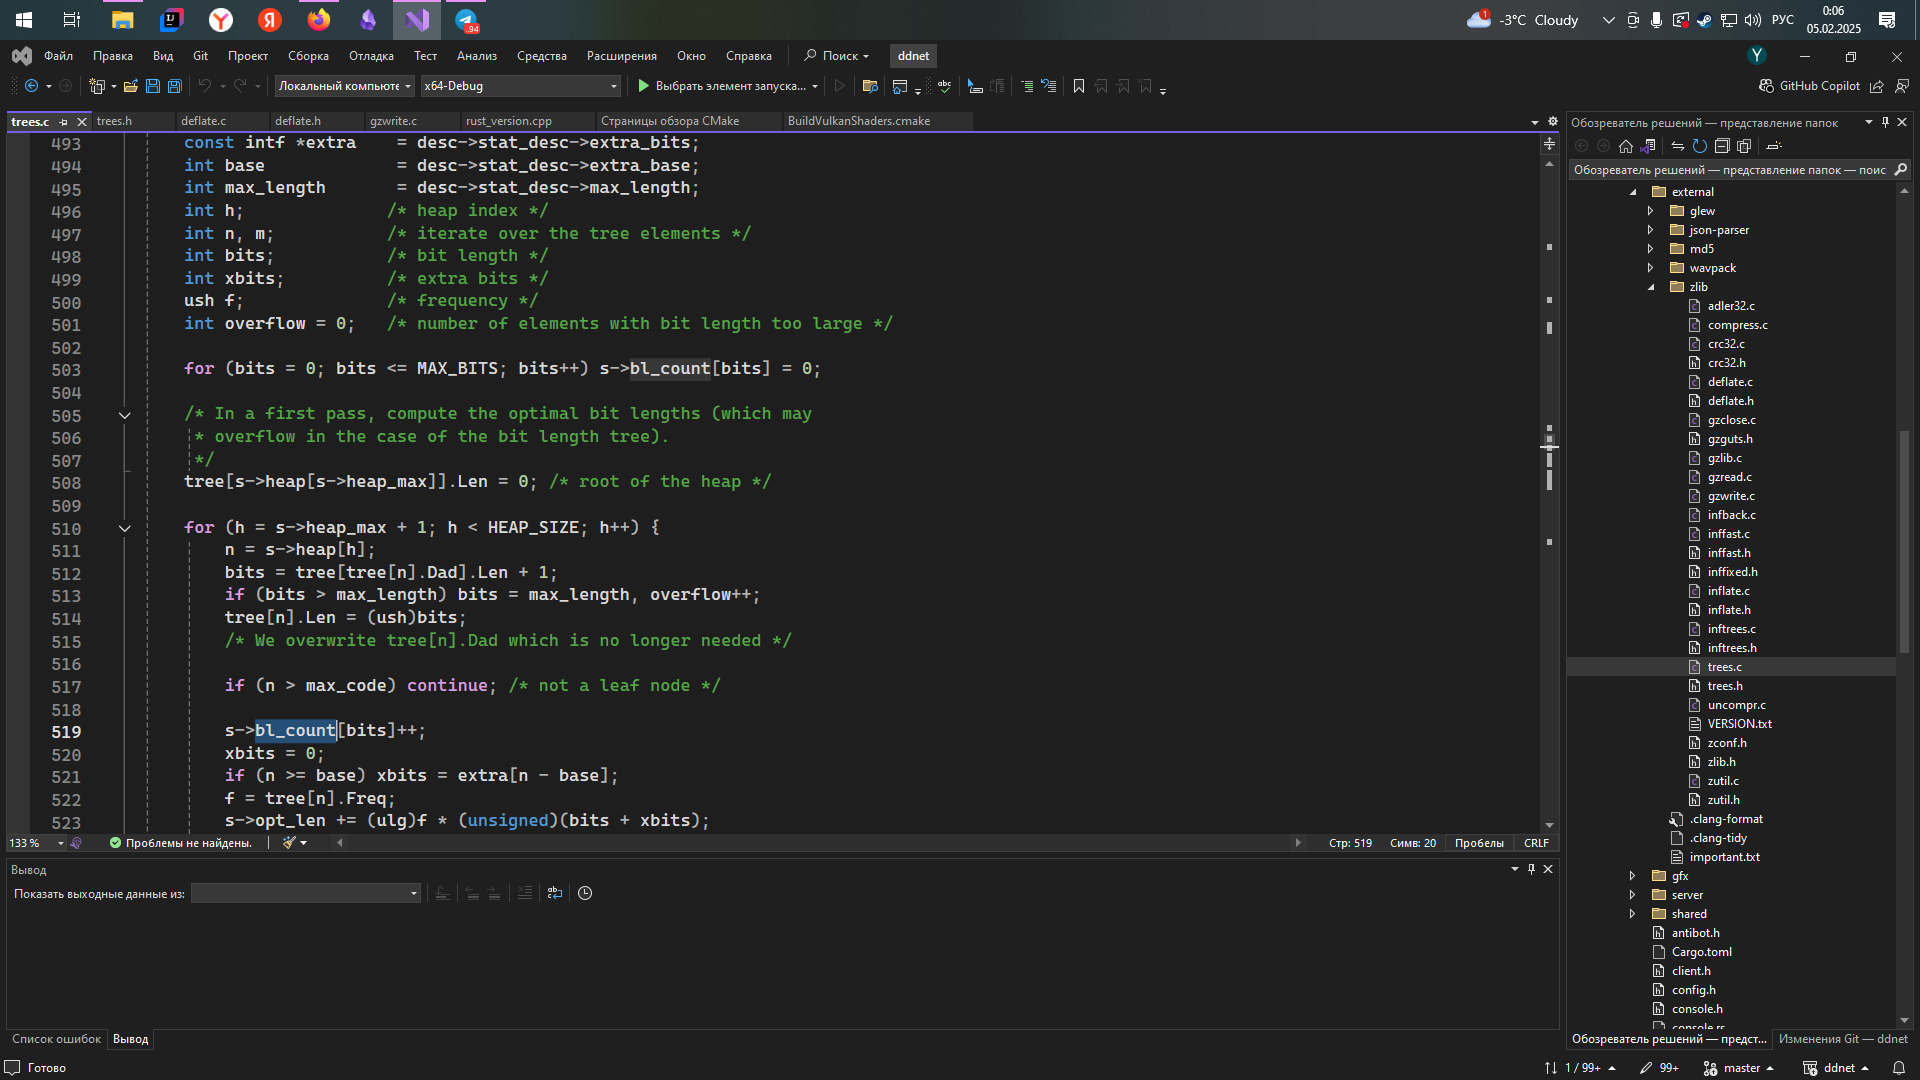 -3°C Cloudy
РУС
0:06
05.02.2025
94
Файл Правка Вид Git Проект Сборка Отладка Тест Анализ Средства Расширения Окно Справка Поиск ddnet
Y
Локальный компьюте x64-Debug Выбрать элемент запуска... GitHub Copilot
trees.c trees.h deflate.c deflate.h gzwrite.c rust_version.cpp Страницы обзора CMake BuildVulkanShaders.cmake
493 const intf *extra = desc->stat_desc->extra_bits;
494 int base = desc->stat_desc->extra_base;
495 int max_length = desc->stat_desc->max_length;
496 int h; /* heap index */
497 int n, m; /* iterate over the tree elements */
498 int bits; /* bit length */
499 int xbits; /* extra bits */
500 ush f; /* frequency */
501 int overflow = 0; /* number of elements with bit length too large */
502
503 for (bits = 0; bits <= MAX_BITS; bits++) s->bl_count[bits] = 0;
504
505 /* In a first pass, compute the optimal bit lengths (which may
506 * overflow in the case of the bit length tree).
507 */
508 tree[s->heap[s->heap_max]].Len = 0; /* root of the heap */
509
510 for (h = s->heap_max + 1; h < HEAP_SIZE; h++) {
511 n = s->heap[h];
512 bits = tree[tree[n].Dad].Len + 1;
513 if (bits > max_length) bits = max_length, overflow++;
514 tree[n].Len = (ush)bits;
515 /* We overwrite tree[n].Dad which is no longer needed */
516
517 if (n > max_code) continue; /* not a leaf node */
518
519 s->bl_count[bits]++;
520 xbits = 0;
521 if (n >= base) xbits = extra[n - base];
522 f = tree[n].Freq;
523 s->opt_len += (ulg)f * (unsigned)(bits + xbits);
133 % Проблемы не найдены. Стр: 519 Симв: 20 Пробелы CRLF
Вывод
Показать выходные данные из:
Список ошибок Вывод
Обозреватель решений — представление папок
Обозреватель решений — представление папок — поис
external
glew
json-parser
md5
wavpack
zlib
adler32.c
compress.c
crc32.c
crc32.h
deflate.c
deflate.h
gzclose.c
gzguts.h
gzlib.c
gzread.c
gzwrite.c
infback.c
inffast.c
inffast.h
inffixed.h
inflate.c
inflate.h
inftrees.c
inftrees.h
trees.c
trees.h
uncompr.c
VERSION.txt
zconf.h
zlib.h
zutil.c
zutil.h
.clang-format
.clang-tidy
important.txt
gfx
server
shared
antibot.h
Cargo.toml
client.h
config.h
console.h
console.rs
Обозреватель решений — предст... Изменения Git — ddnet
Готово 1 / 99+ 99+ master ddnet